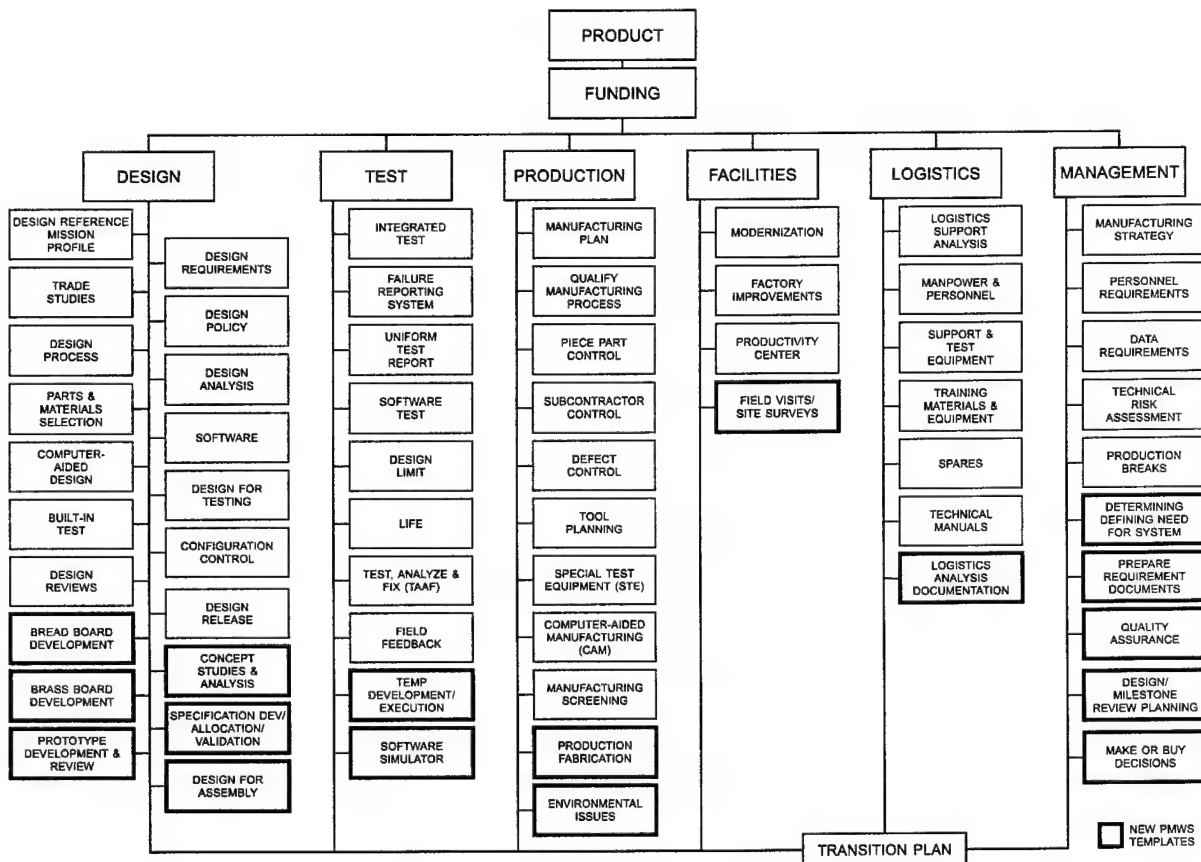 PRODUCT
FUNDING
DESIGN
DESIGN REFERENCE
MISSION
PROFILE
TRADE
STUDIES
DESIGN
PROCESS
PARTS &
MATERIALS
SELECTION
COMPUTER-
AIDED
DESIGN
BUILT-IN
TEST
DESIGN
REVIEWS
BREAD BOARD
DEVELOPMENT
BRASS BOARD
DEVELOPMENT
PROTOTYPE
DEVELOPMENT &
REVIEW
DESIGN
REQUIREMENTS
DESIGN
POLICY
DESIGN
ANALYSIS
SOFTWARE
DESIGN FOR
TESTING
CONFIGURATION
CONTROL
DESIGN
RELEASE
CONCEPT
STUDIES &
ANALYSIS
SPECIFICATION DEV/
ALLOCATION/
VALIDATION
DESIGN FOR
ASSEMBLY
TEST
INTEGRATED
TEST
FAILURE
REPORTING
SYSTEM
UNIFORM
TEST
REPORT
SOFTWARE
TEST
DESIGN
LIMIT
LIFE
TEST, ANALYZE &
FIX (TAAF)
FIELD
FEEDBACK
TEMP
DEVELOPMENT/
EXECUTION
SOFTWARE
SIMULATOR
PRODUCTION
MANUFACTURING
PLAN
QUALIFY
MANUFACTURING
PROCESS
PIECE PART
CONTROL
SUBCONTRACTOR
CONTROL
DEFECT
CONTROL
TOOL
PLANNING
SPECIAL TEST
EQUIPMENT (STE)
COMPUTER-AIDED
MANUFACTURING
(CAM)
MANUFACTURING
SCREENING
PRODUCTION
FABRICATION
ENVIRONMENTAL
ISSUES
FACILITIES
MODERNIZATION
FACTORY
IMPROVEMENTS
PRODUCTIVITY
CENTER
FIELD VISITS/
SITE SURVEYS
LOGISTICS
LOGISTICS
SUPPORT
ANALYSIS
MANPOWER &
PERSONNEL
SUPPORT &
TEST
EQUIPMENT
TRAINING
MATERIALS &
EQUIPMENT
SPARES
TECHNICAL
MANUALS
LOGISTICS
ANALYSIS
DOCUMENTATION
MANAGEMENT
MANUFACTURING
STRATEGY
PERSONNEL
REQUIREMENTS
DATA
REQUIREMENTS
TECHNICAL
RISK
ASSESSMENT
PRODUCTION
BREAKS
DETERMINING
DEFINING NEED
FOR SYSTEM
PREPARE
REQUIREMENT
DOCUMENTS
QUALITY
ASSURANCE
DESIGN/
MILESTONE
REVIEW PLANNING
MAKE OR BUY
DECISIONS
TRANSITION PLAN
NEW PMWS
TEMPLATES